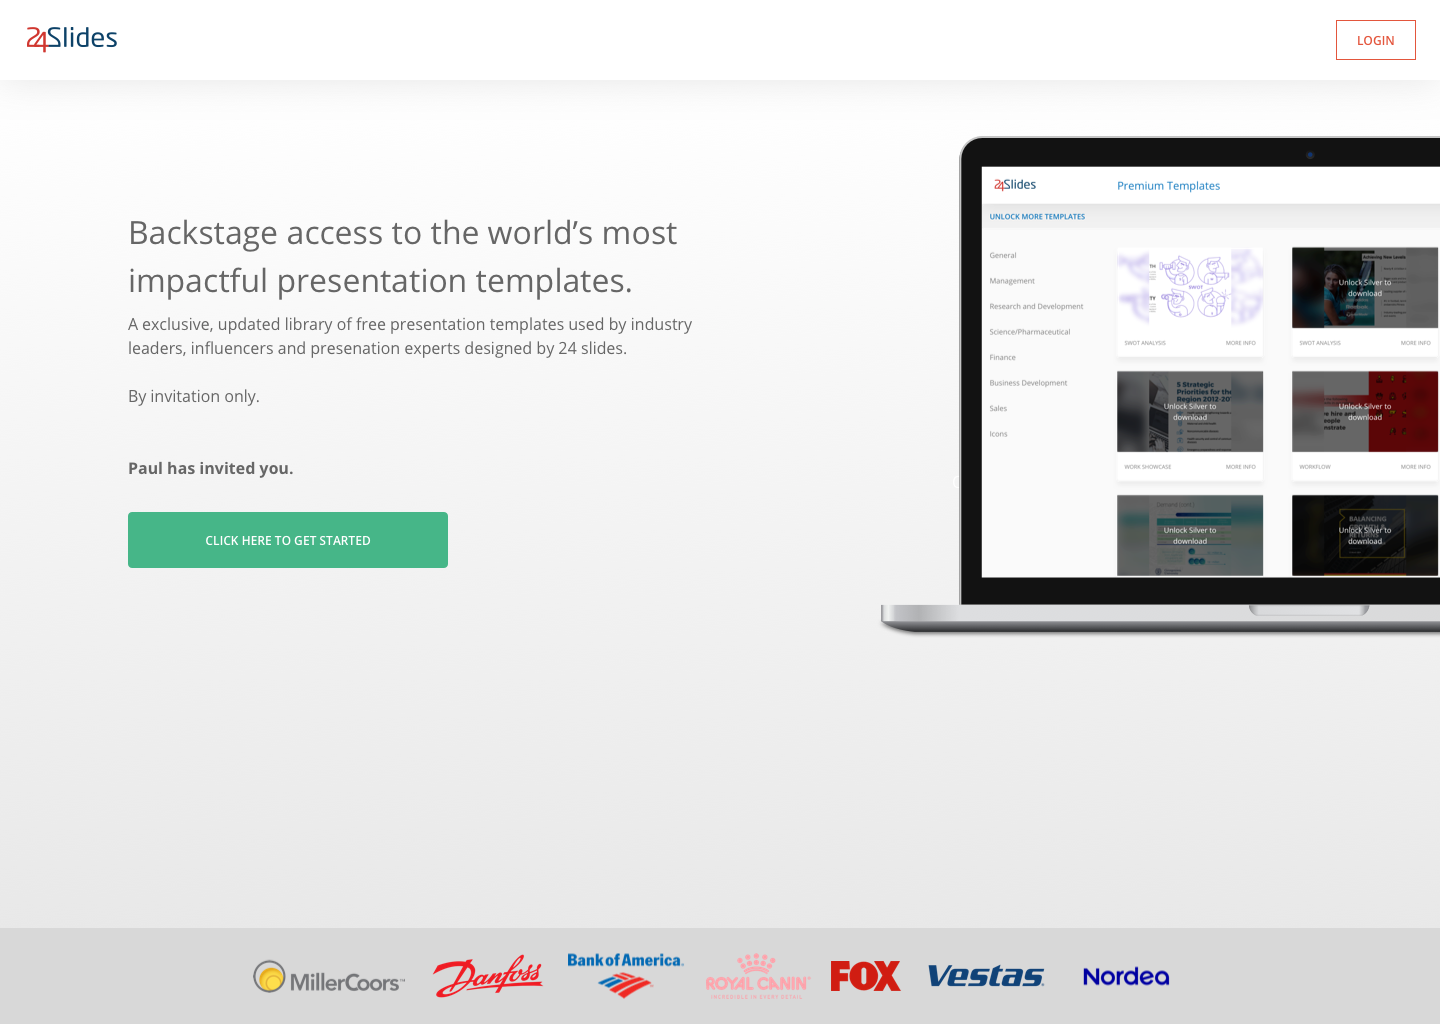 24Slides
LOGIN
Backstage access to the world's most
impactful presentation templates.
A exclusive, updated library of free presentation templates used by industry
leaders, influencers and presenation experts designed by 24 slides.
By invitation only.
Paul has invited you.
CLICK HERE TO GET STARTED
24Slides
Premium Templates
UNLOCK MORE TEMPLATES
General
Management
Research and Development
Science/Pharmaceutical
Finance
Business Development
Sales
Icons
SWOT
SWOT ANALYSIS MORE INFO
Achieving New Levels
Unlock Silver to
download
SWOT ANALYSIS MORE INFO
5 Strategic
Priorities for the
Region 2012-20
Unlock Silver to
download
WORK SHOWCASE MORE INFO
Unlock Silver to
download
WORKFLOW MORE INFO
Unlock Silver to
download
BALANCING
RETURNS
Unlock Silver to
download
MillerCoors™
Danfoss
Bank of America
ROYAL CANIN
INCREDIBLE IN EVERY DETAIL
FOX
Vestas
Nordea